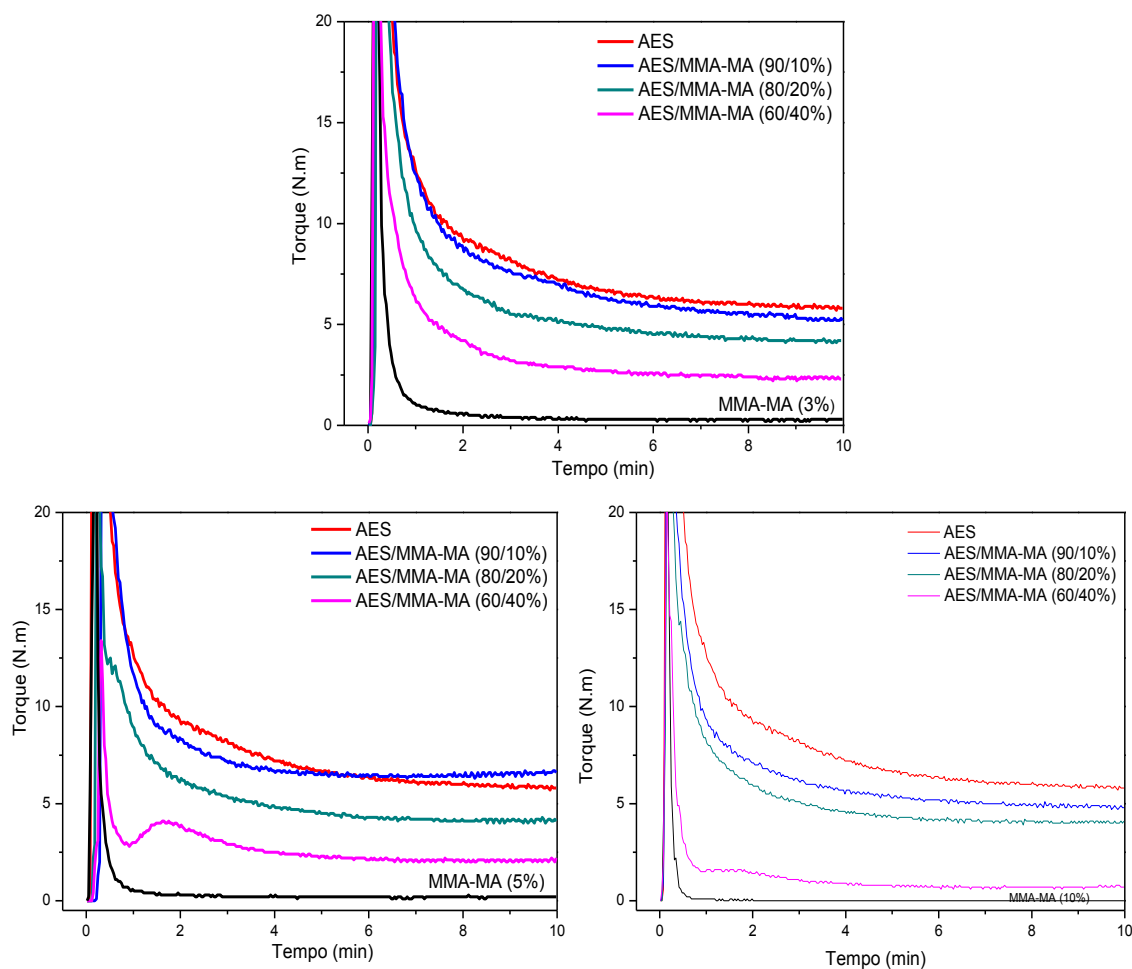 20
15
10
5
0
Torque (N.m)
AES
AES/MMA-MA (90/10%)
AES/MMA-MA (80/20%)
AES/MMA-MA (60/40%)
MMA-MA (3%)
0 2 4 6 8 10
Tempo (min)
20
15
10
5
0
Torque (N.m)
AES
AES/MMA-MA (90/10%)
AES/MMA-MA (80/20%)
AES/MMA-MA (60/40%)
MMA-MA (5%)
0 2 4 6 8 10
Tempo (min)
20
15
10
5
0
Torque (N.m)
AES
AES/MMA-MA (90/10%)
AES/MMA-MA (80/20%)
AES/MMA-MA (60/40%)
MMA-MA (10%)
0 2 4 6 8 10
Tempo (min)